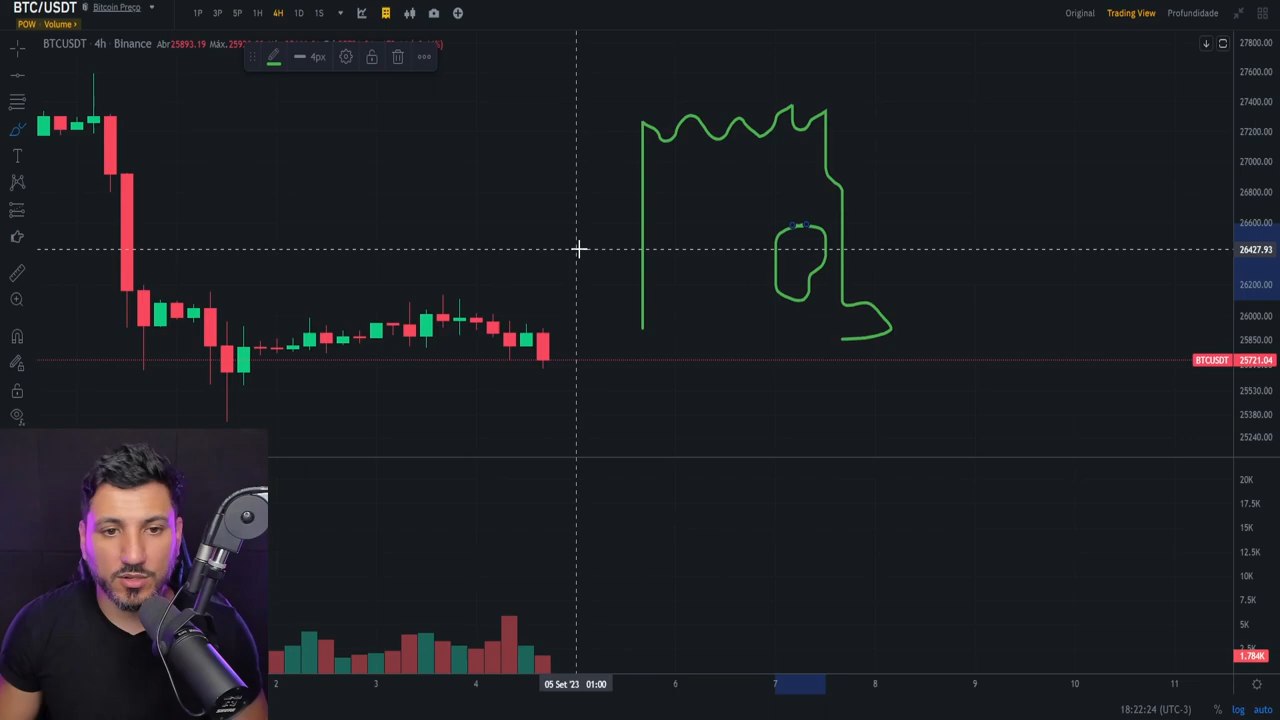 BTC/USDT Bitcoin Preço
POW Volume
1P 3P 5P 1H 4H 1D 1S
Original Trading View Profundidade
BTCUSDT · 4h · Binance Abr25893.19
4px
27800.00
27600.00
27400.00
27200.00
27000.00
26800.00
26600.00
26427.93
26200.00
26000.00
25850.00
BTCUSDT 25721.04
25530.00
25380.00
25240.00
20K
17.5K
15K
12.5K
10K
7.5K
5K
1.784K
2 3 4 05 Set '23 01:00 6 7 8 9 10 11
18:22:24 (UTC-3) % log auto